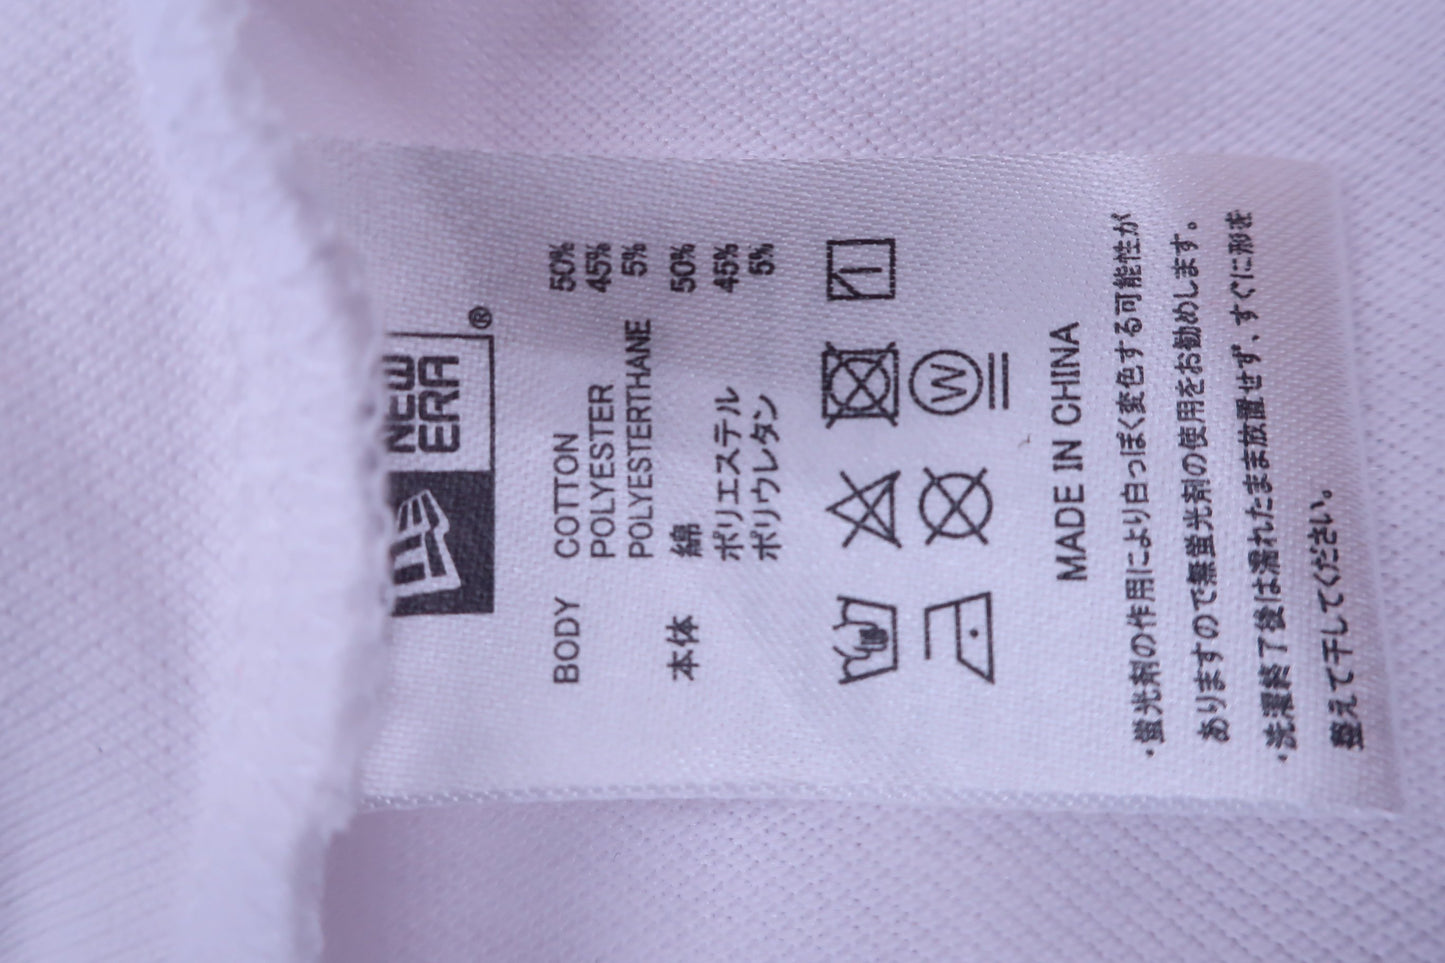 NEW
ERA®
BODY COTTON 50%
POLYESTER 45%
POLYESTERTHANE 5%
本体 綿 50%
ポリエステル 45%
ポリウレタン 5%
W
MADE IN CHINA
・蛍光剤の作用により白っぽく変色する可能性が
ありますので無蛍光剤の使用をお勧めします。
・洗濯終了後は濡れたまま放置せず、すぐに形を
整えて干してください。